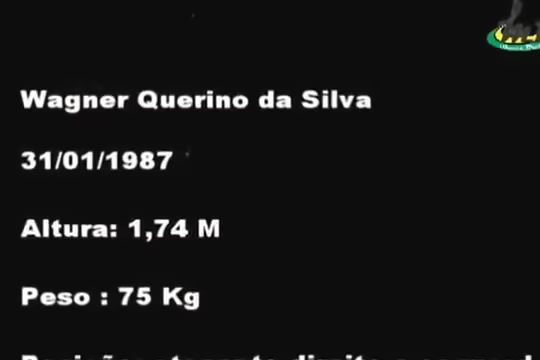 Wagner Querino da Silva
31/01/1987
Altura: 1,74 M
Peso : 75 Kg